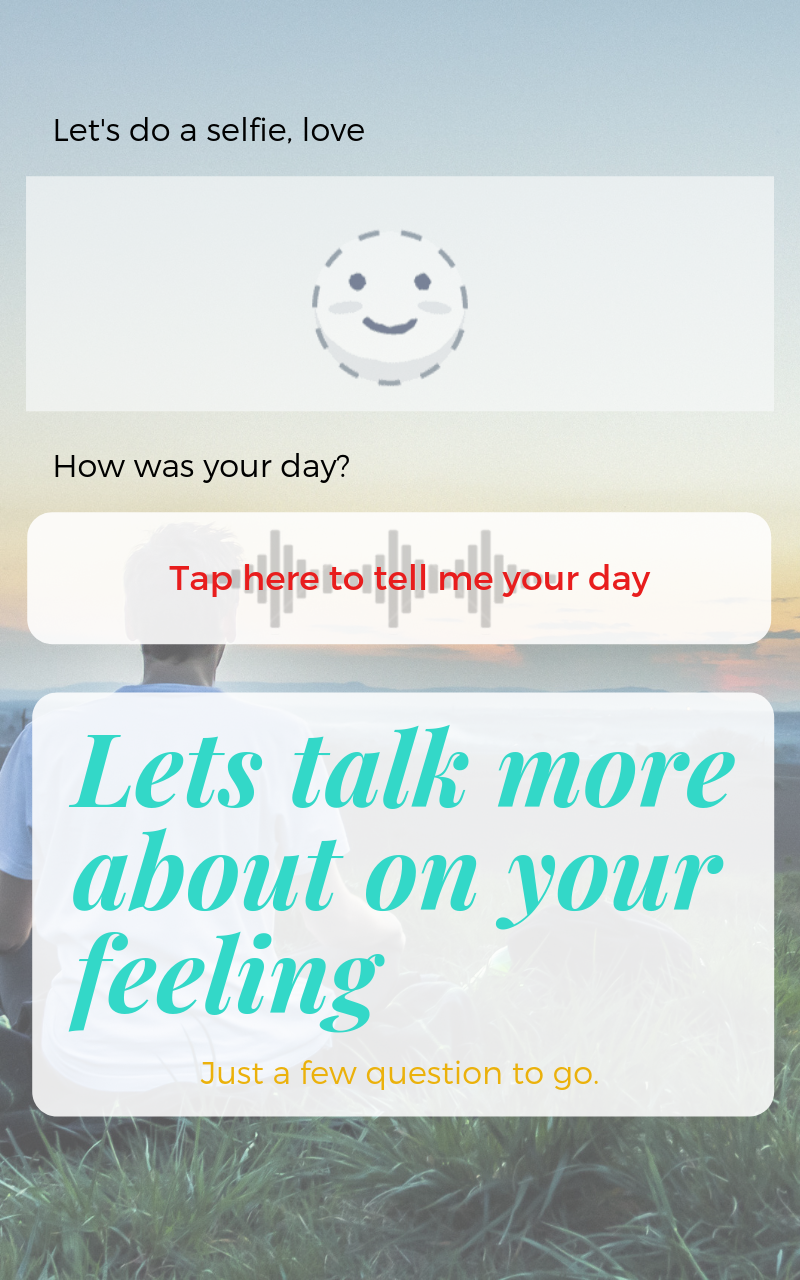 Let's do a selfie, love
How was your day?
Tap here to tell me your day
Lets talk more
about on your
feeling
Just a few question to go.